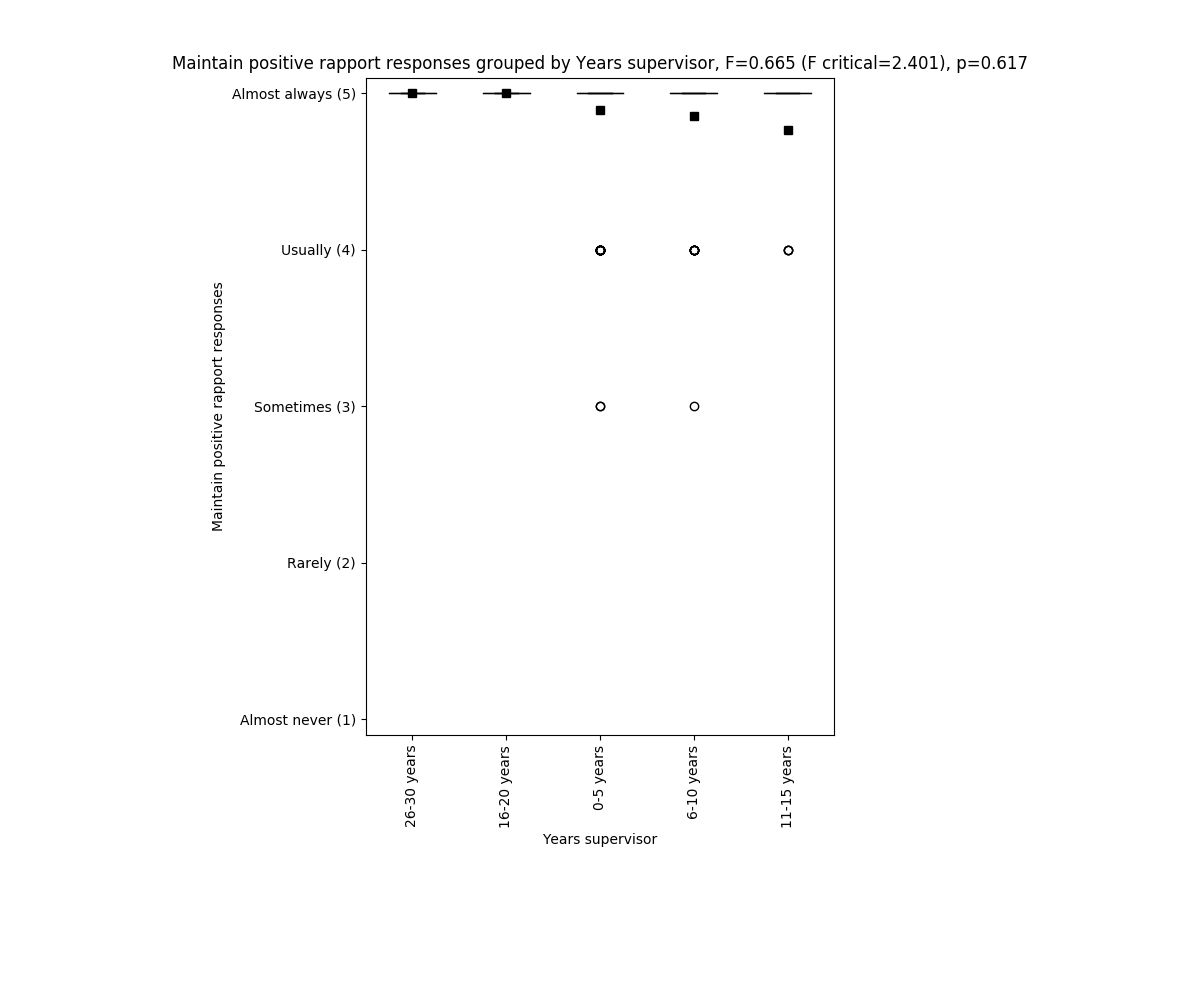 Maintain positive rapport responses grouped by Years supervisor, F=0.665 (F critical=2.401), p=0.617
Almost always (5)
Usually (4)
Sometimes (3)
Rarely (2)
Almost never (1)
Maintain positive rapport responses
26-30 years
16-20 years
0-5 years
6-10 years
11-15 years
Years supervisor